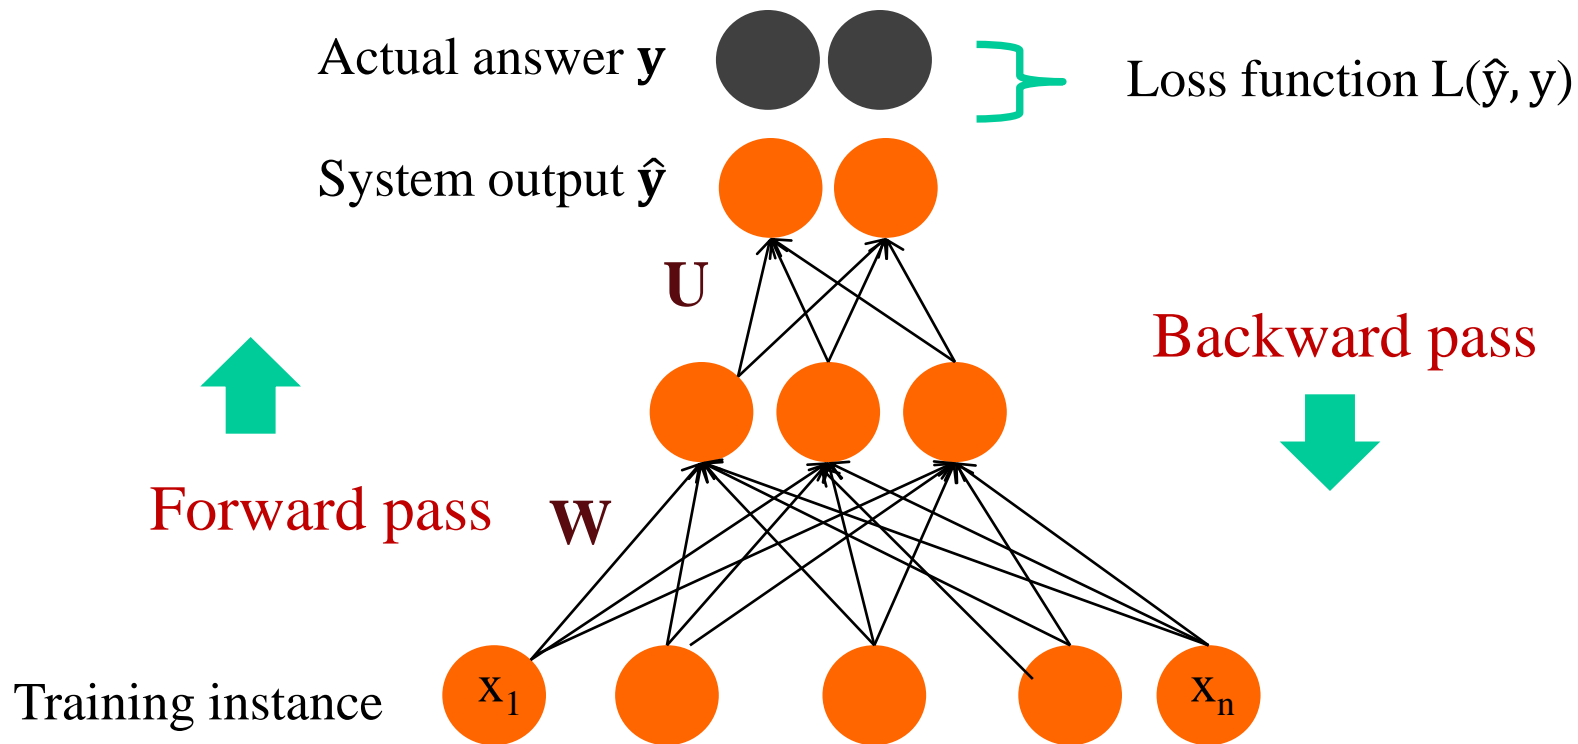 Actual answer y
Loss function L(ŷ, y)
System output ŷ
U
Backward pass
Forward pass
W
Training instance
x₁
xₙ